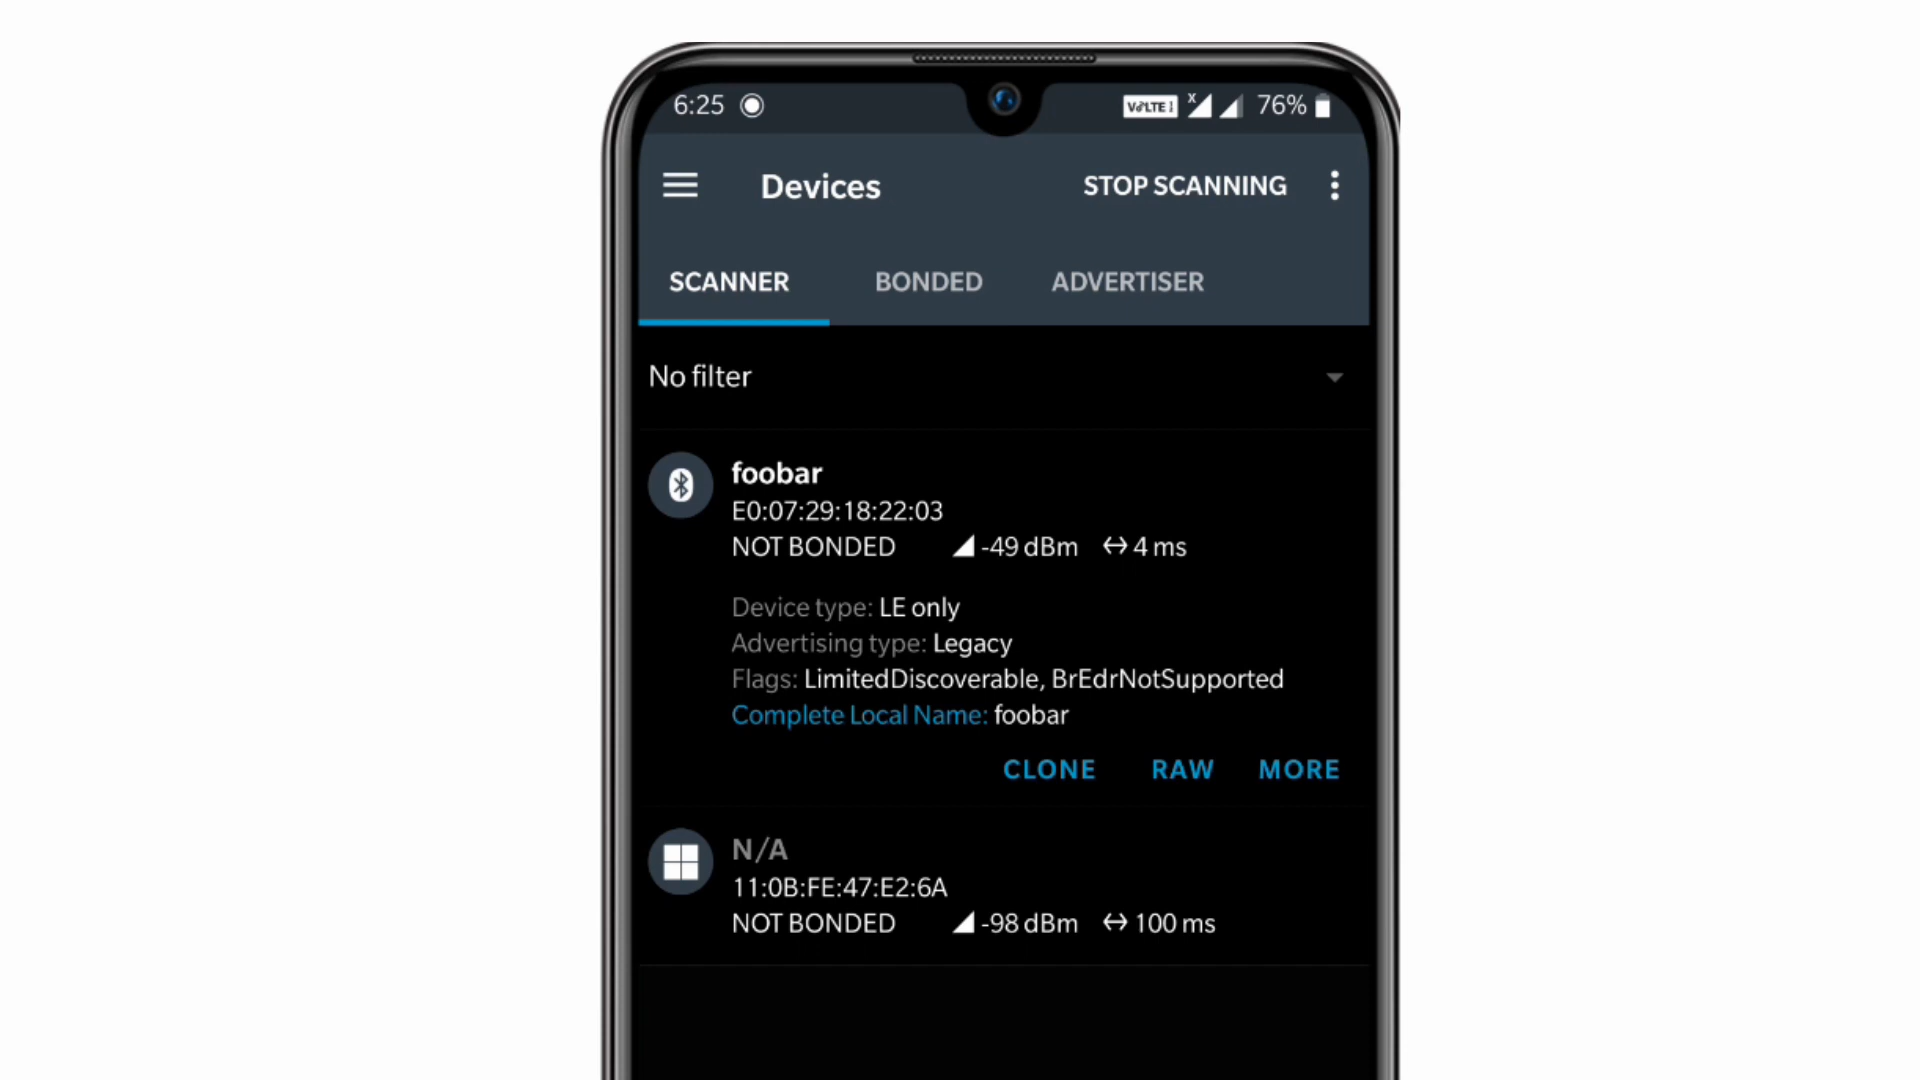 6:25 VoLTE 1 X 76%
Devices STOP SCANNING
SCANNER BONDED ADVERTISER
No filter
foobar
E0:07:29:18:22:03
NOT BONDED -49 dBm 4 ms
Device type: LE only
Advertising type: Legacy
Flags: LimitedDiscoverable, BrEdrNotSupported
Complete Local Name: foobar
CLONE RAW MORE
N/A
11:0B:FE:47:E2:6A
NOT BONDED -98 dBm 100 ms